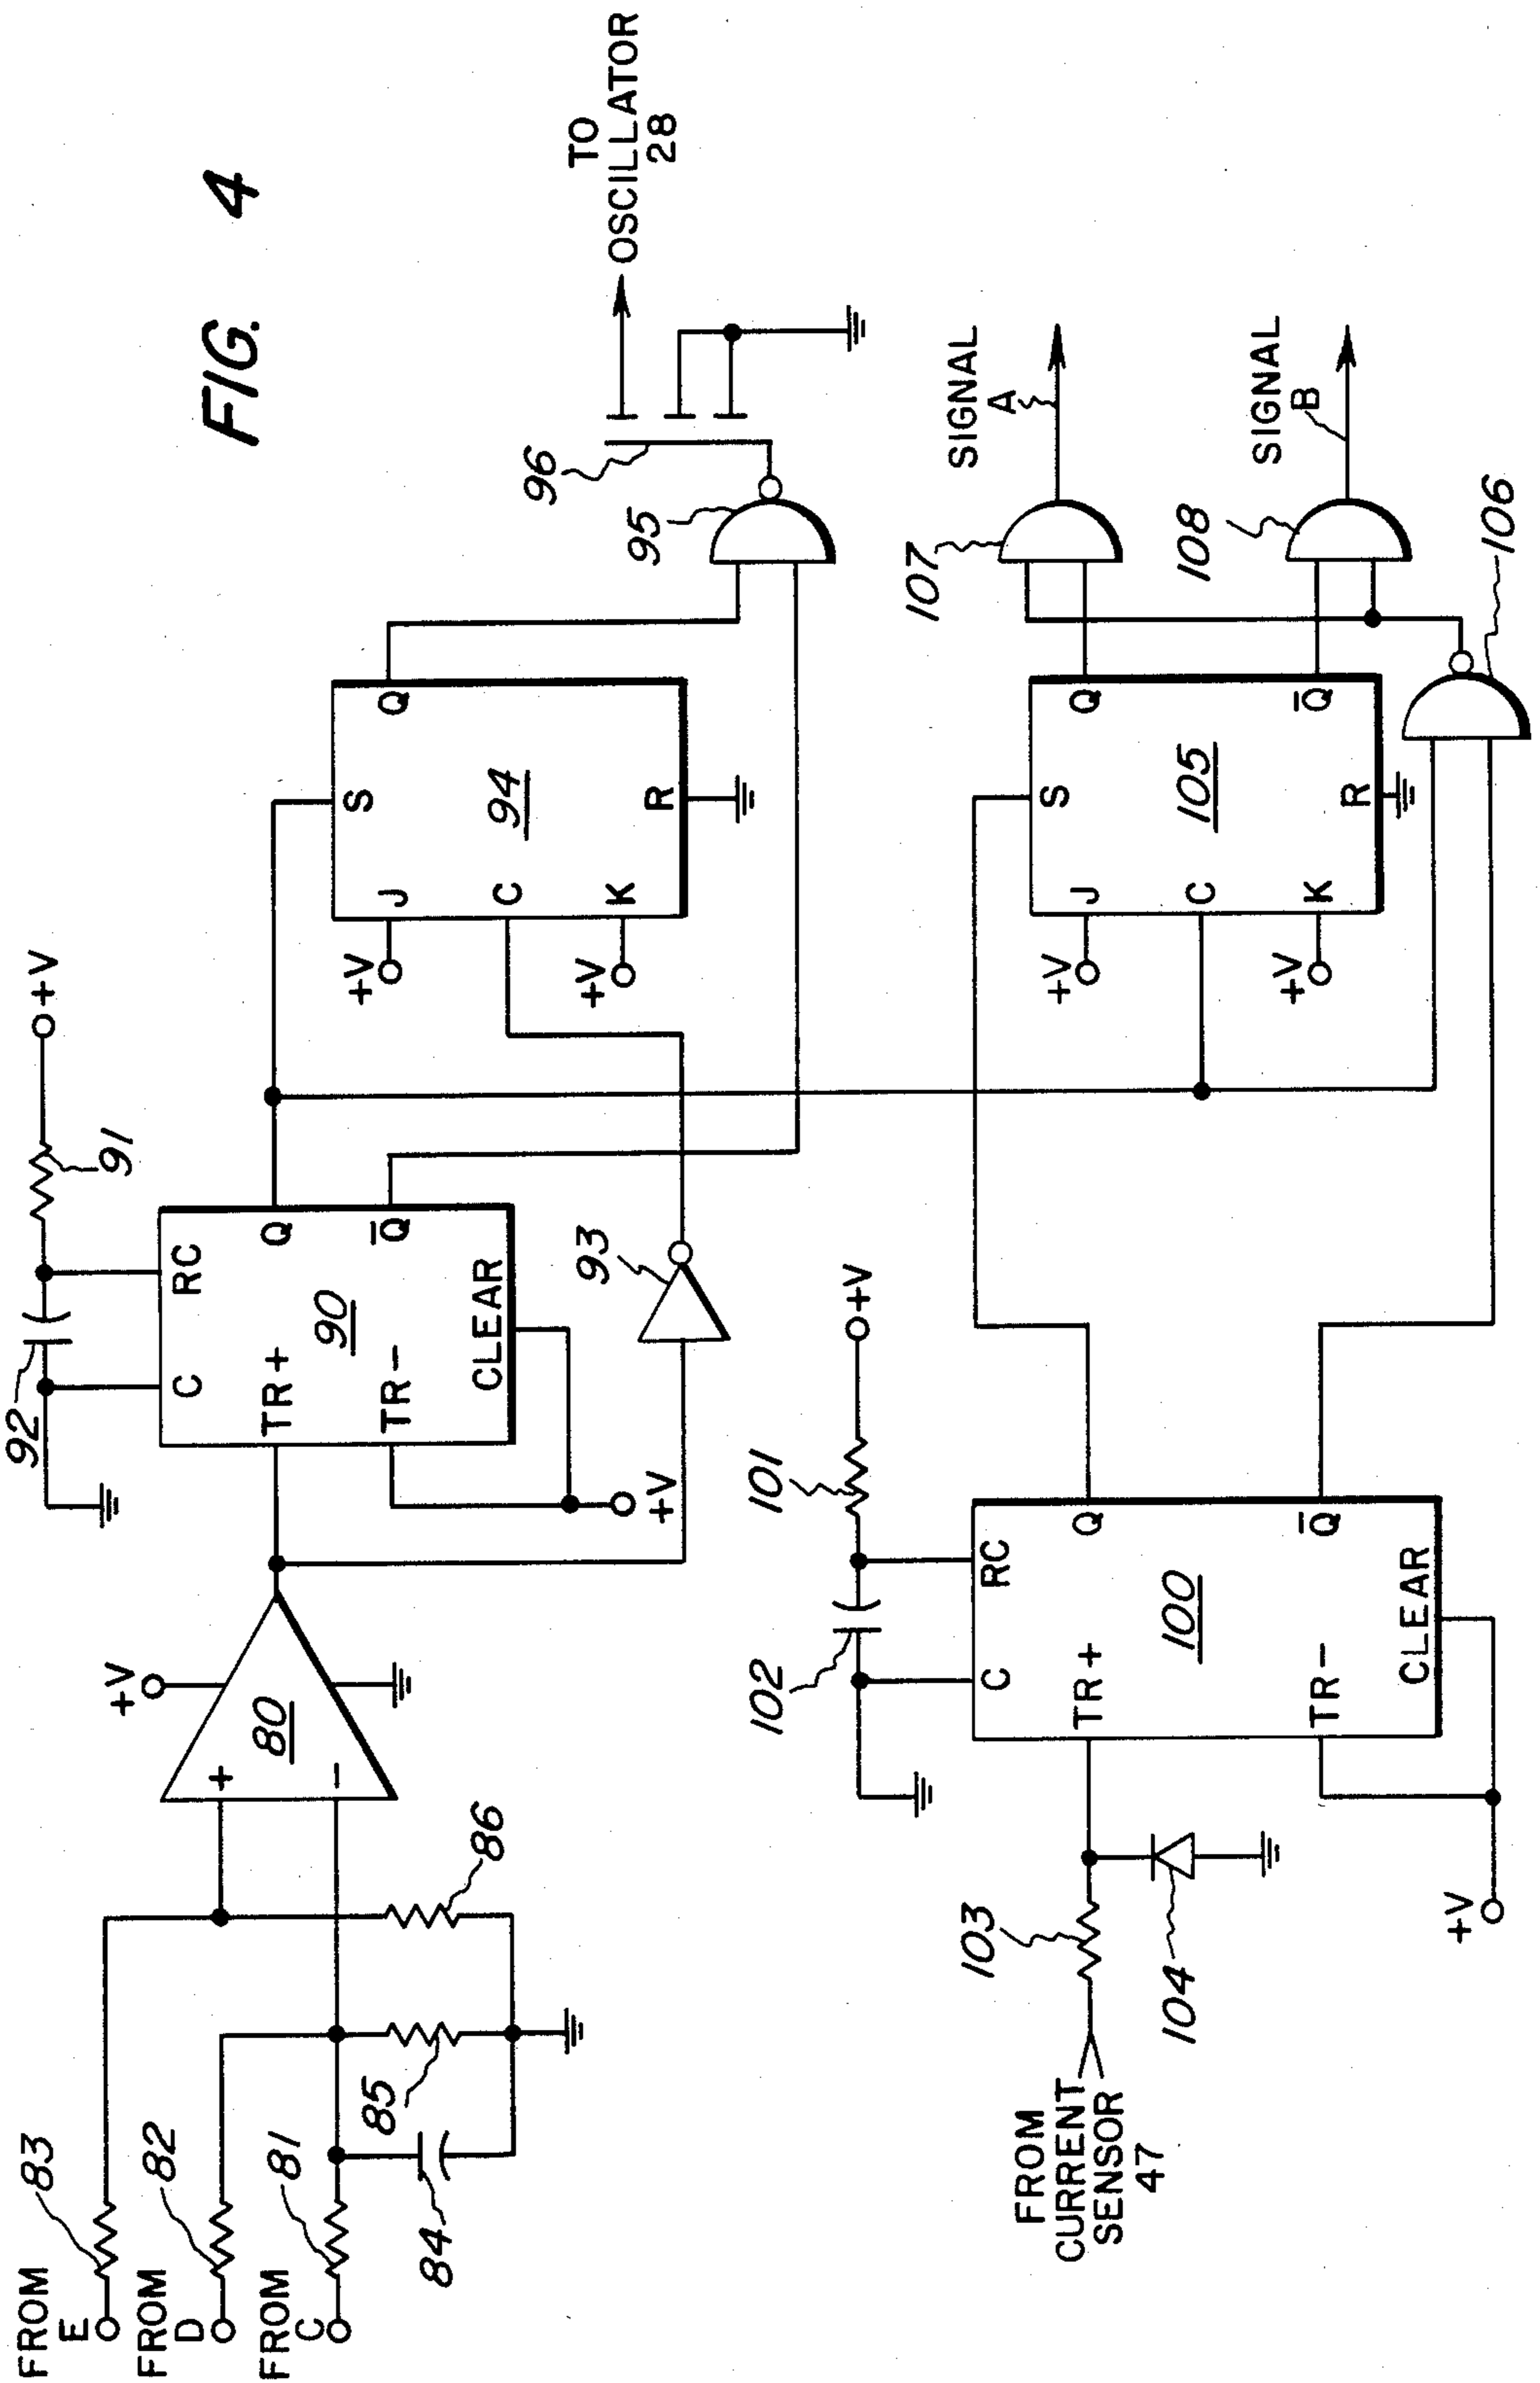 FIG. 4
FROM
E
83
FROM
D
82
FROM
C
81
84
85
86
+
-
80
+V
92
91
+V
C
RC
TR+
Q
90
TR-
Q̅
CLEAR
+V
93
S
J
Q
+V
94
C
K
+V
R
95
96
TO
OSCILLATOR
28
FROM
CURRENT
SENSOR
47
103
104
102
101
+V
C
RC
TR+
Q
100
TR-
Q̅
CLEAR
+V
S
J
Q
+V
105
C
K
+V
Q̅
R
107
SIGNAL
A
108
SIGNAL
B
106